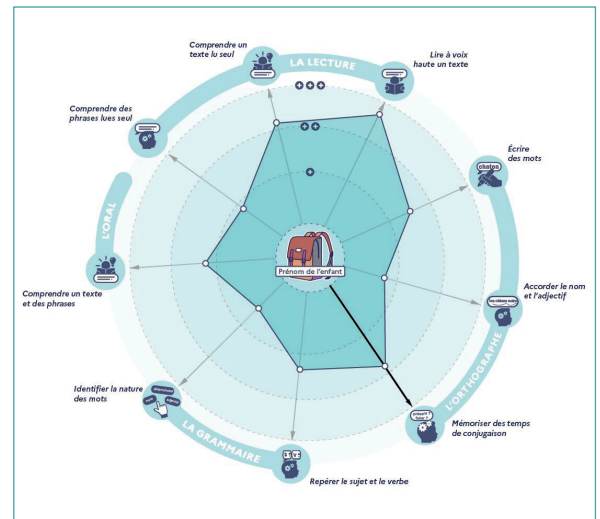 Comprendre un
texte lu seul
LA LECTURE
Lire à voix
haute un texte
Comprendre des
phrases lues seul
Écrire
des mots
chaton
L'ORAL
Prénom de l'enfant
Comprendre un texte
et des phrases
Accorder le nom
et l'adjectif
L'ORTHOGRAPHE
Identifier la nature
des mots
LA GRAMMAIRE
Mémoriser des temps
de conjugaison
Repérer le sujet et le verbe